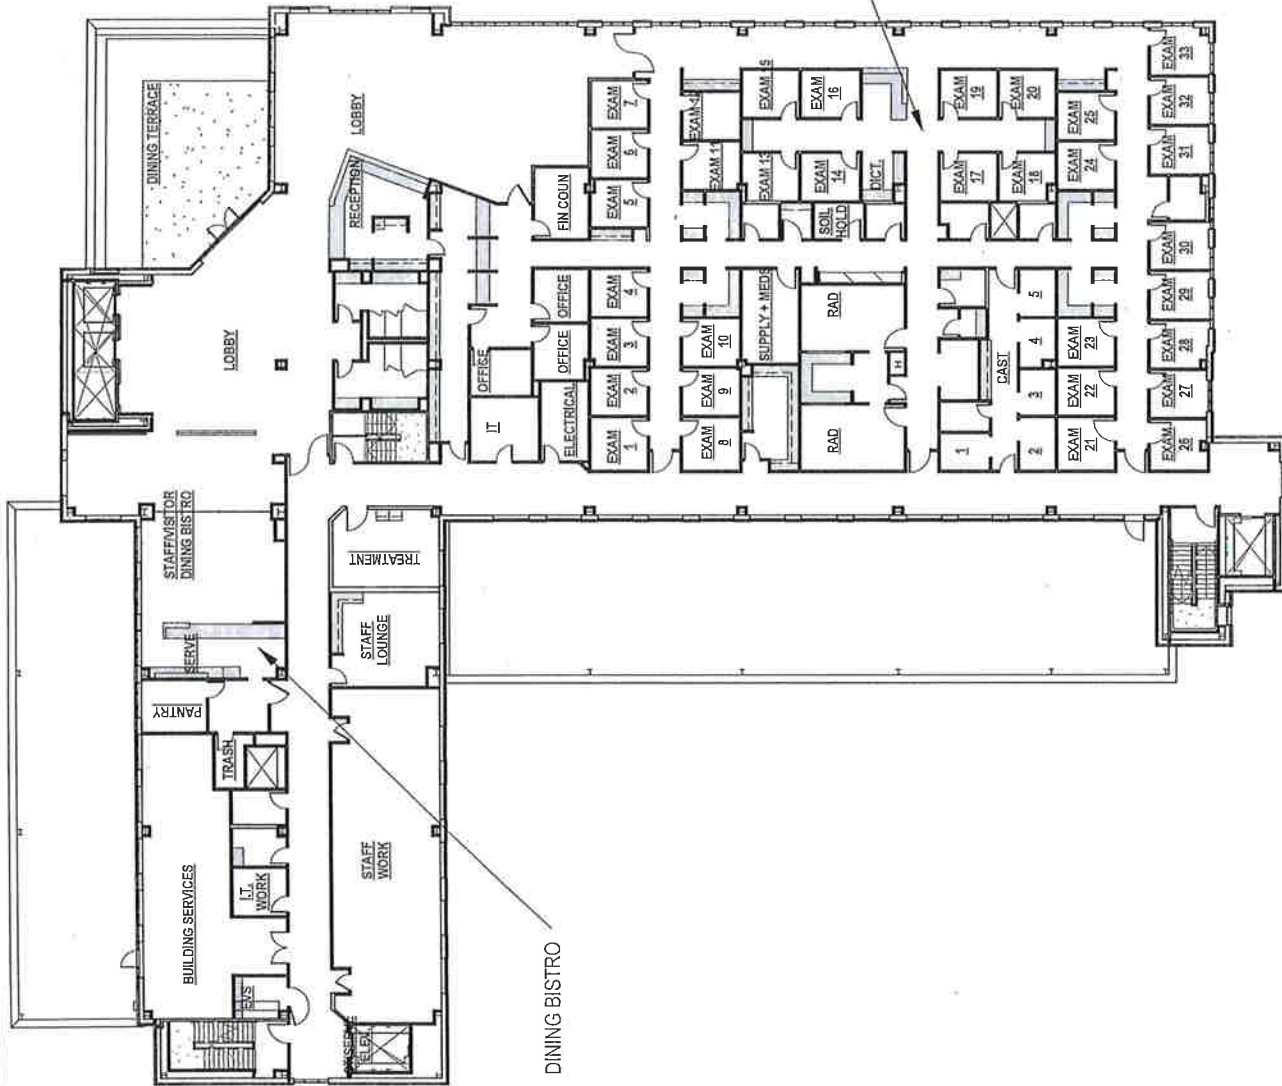 DINING TERRACE
LOBBY
RECEPTION
LOBBY
STAFF/VISITOR
DINING BISTRO
SERVE
PANTRY
TRASH
BUILDING SERVICES
I.T.
WORK
EVS
ELEV.
STAFF
WORK
STAFF
LOUNGE
TREATMENT
DINING BISTRO
IT
ELECTRICAL
OFFICE
OFFICE
OFFICE
FIN COUN
EXAM
1
EXAM
2
EXAM
3
EXAM
4
EXAM
5
EXAM
6
EXAM
7
EXAM
8
EXAM
9
EXAM
10
EXAM 11
EXAM 12
EXAM 13
EXAM
14
EXAM 15
EXAM
16
SUPPLY + MEDS
SOIL
HOLD
DICT.
RAD
RAD
H
EXAM
17
EXAM
18
EXAM
19
EXAM
20
CAST
1
2
3
4
5
EXAM
21
EXAM
22
EXAM
23
EXAM
24
EXAM
25
EXAM
26
EXAM
27
EXAM
28
EXAM
29
EXAM
30
EXAM
31
EXAM
32
EXAM
33